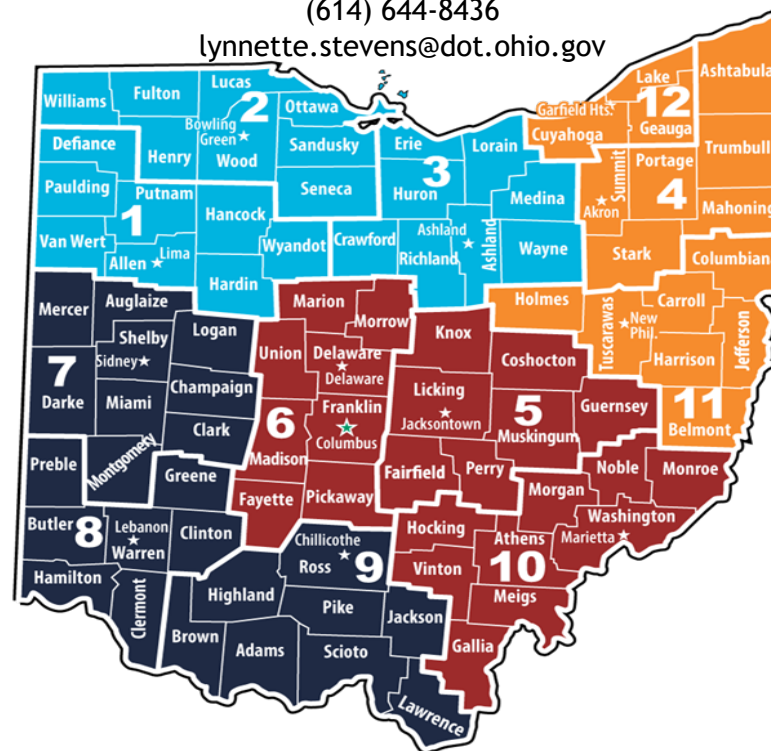 (614) 644-8436
lynnette.stevens@dot.ohio.gov
Williams
Fulton
Lucas
2
Ottawa
Bowling
Green
Henry
Wood
Sandusky
Seneca
Defiance
Paulding
Putnam
1
Van Wert
Allen
Lima
Hancock
Wyandot
Hardin
Erie
Lorain
3
Huron
Medina
Crawford
Ashland
Richland
Ashland
Wayne
Lake
12
Garfield Hts.
Geauga
Cuyahoga
Ashtabula
Summit
Portage
4
Akron
Trumbull
Mahoning
Stark
Columbian
Holmes
Tuscarawas
New
Phil.
Carroll
Harrison
Jefferson
11
Belmont
Mercer
Auglaize
Shelby
Sidney
7
Darke
Miami
Logan
Champaign
Clark
Montgomery
Preble
Greene
Butler
8
Lebanon
Warren
Clinton
Hamilton
Clermont
Marion
Morrow
Union
Delaware
Delaware
Franklin
Columbus
6
Madison
Fayette
Pickaway
Knox
Coshocton
Licking
Jacksontown
5
Muskingum
Guernsey
Fairfield
Perry
Chillicothe
Ross
9
Highland
Pike
Jackson
Brown
Adams
Scioto
Lawrence
Noble
Monroe
Morgan
Washington
Marietta
Hocking
Athens
10
Vinton
Meigs
Gallia